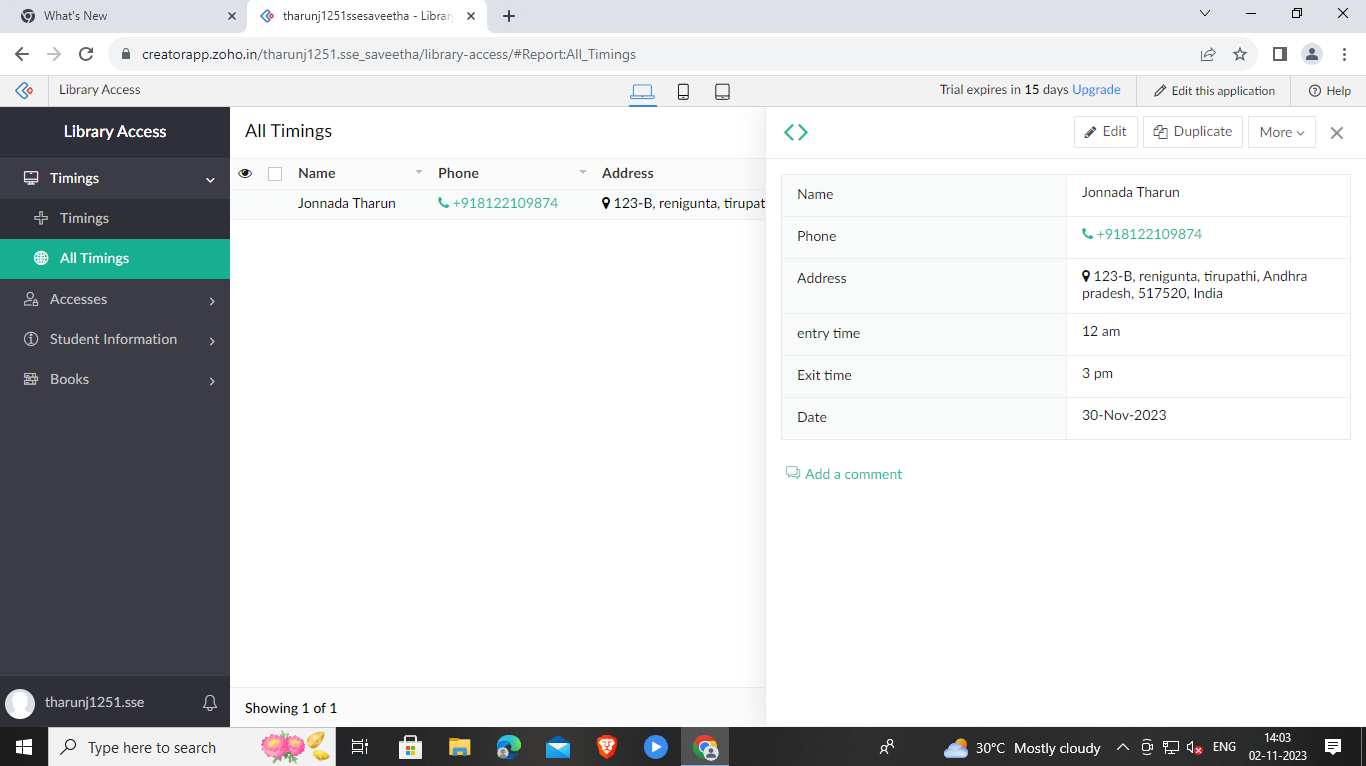 What's New
tharunj1251ssesaveetha - Librar
creatorapp.zoho.in/tharunj1251.sse_saveetha/library-access/#Report:All_Timings
Library Access
Trial expires in 15 days Upgrade
Edit this application
Help
Library Access
Timings
Timings
All Timings
Accesses
Student Information
Books
tharunj1251.sse
All Timings
Name Phone Address
Jonnada Tharun +918122109874 123-B, renigunta, tirupat
Showing 1 of 1
Edit
Duplicate
More
Name Jonnada Tharun
Phone +918122109874
Address 123-B, renigunta, tirupathi, Andhra
pradesh, 517520, India
entry time 12 am
Exit time 3 pm
Date 30-Nov-2023
Add a comment
Type here to search
30°C Mostly cloudy
ENG
14:03
02-11-2023